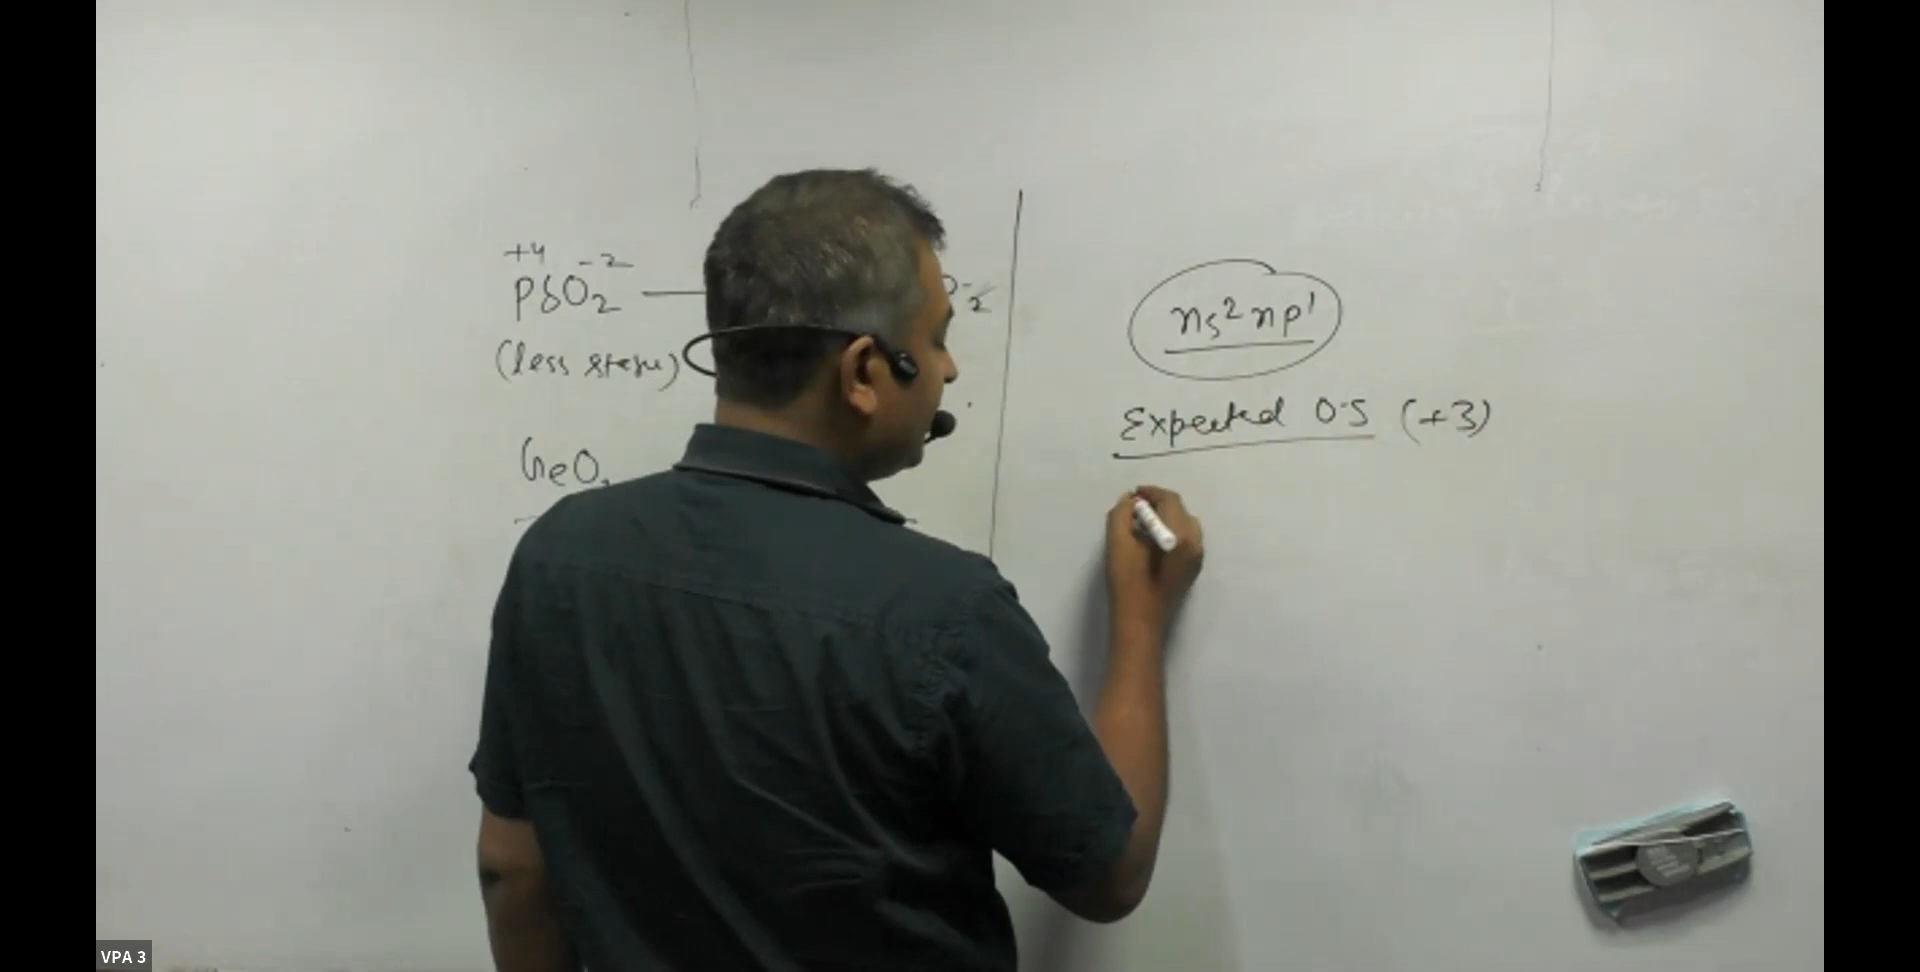 +4 -2
PbO2
(less stable)
GeO2
ns2 np1
Expected O.S (+3)
VPA 3